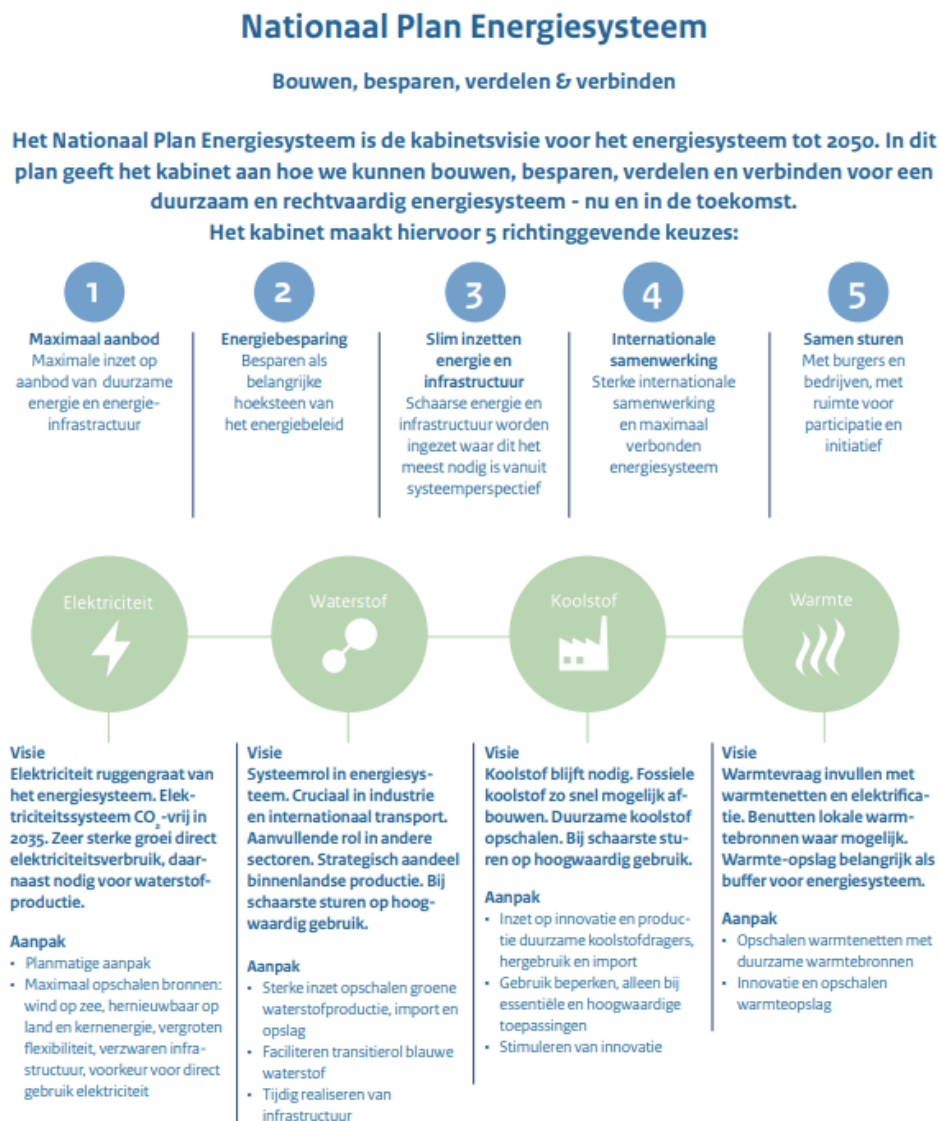 Nationaal Plan Energiesysteem
Bouwen, besparen, verdelen & verbinden
Het Nationaal Plan Energiesysteem is de kabinetsvisie voor het energiesysteem tot 2050. In dit
plan geeft het kabinet aan hoe we kunnen bouwen, besparen, verdelen en verbinden voor een
duurzaam en rechtvaardig energiesysteem - nu en in de toekomst.
Het kabinet maakt hiervoor 5 richtinggevende keuzes:
1
Maximaal aanbod
Maximale inzet op
aanbod van duurzame
energie en energie-
infrastractuur
2
Energiebesparing
Besparen als
belangrijke
hoeksteen van
het energiebeleid
3
Slim inzetten
energie en
infrastructuur
Schaarse energie en
infrastructuur worden
ingezet waar dit het
meest nodig is vanuit
systeemperspectief
4
Internationale
samenwerking
Sterke internationale
samenwerking
en maximaal
verbonden
energiesysteem
5
Samen sturen
Met burgers en
bedrijven, met
ruimte voor
participatie en
initiatief
Elektriciteit
Visie
Elektriciteit ruggengraat van
het energiesysteem. Elek-
triciteitssysteem CO₂-vrij in
2035. Zeer sterke groei direct
elektriciteitsverbruik, daar-
naast nodig voor waterstof-
productie.
Aanpak
• Planmatige aanpak
• Maximaal opschalen bronnen:
wind op zee, hernieuwbaar op
land en kernenergie, vergroten
flexibiliteit, verzwaren infra-
structuur, voorkeur voor direct
gebruik elektriciteit
Waterstof
Visie
Systeemrol in energiesys-
teem. Cruciaal in industrie
en internationaal transport.
Aanvullende rol in andere
sectoren. Strategisch aandeel
binnenlandse productie. Bij
schaarste sturen op hoog-
waardig gebruik.
Aanpak
• Sterke inzet opschalen groene
waterstofproductie, import en
opslag
• Faciliteren transitierol blauwe
waterstof
• Tijdig realiseren van
infrastructuur
Koolstof
Visie
Koolstof blijft nodig. Fossiele
koolstof zo snel mogelijk af-
bouwen. Duurzame koolstof
opschalen. Bij schaarste stu-
ren op hoogwaardig gebruik.
Aanpak
• Inzet op innovatie en produc-
tie duurzame koolstofdragers,
hergebruik en import
• Gebruik beperken, alleen bij
essentiële en hoogwaardige
toepassingen
• Stimuleren van innovatie
Warmte
Visie
Warmtevraag invullen met
warmtenetten en elektrifica-
tie. Benutten lokale warm-
tebronnen waar mogelijk.
Warmte-opslag belangrijk als
buffer voor energiesysteem.
Aanpak
• Opschalen warmtenetten met
duurzame warmtebronnen
• Innovatie en opschalen
warmteopslag